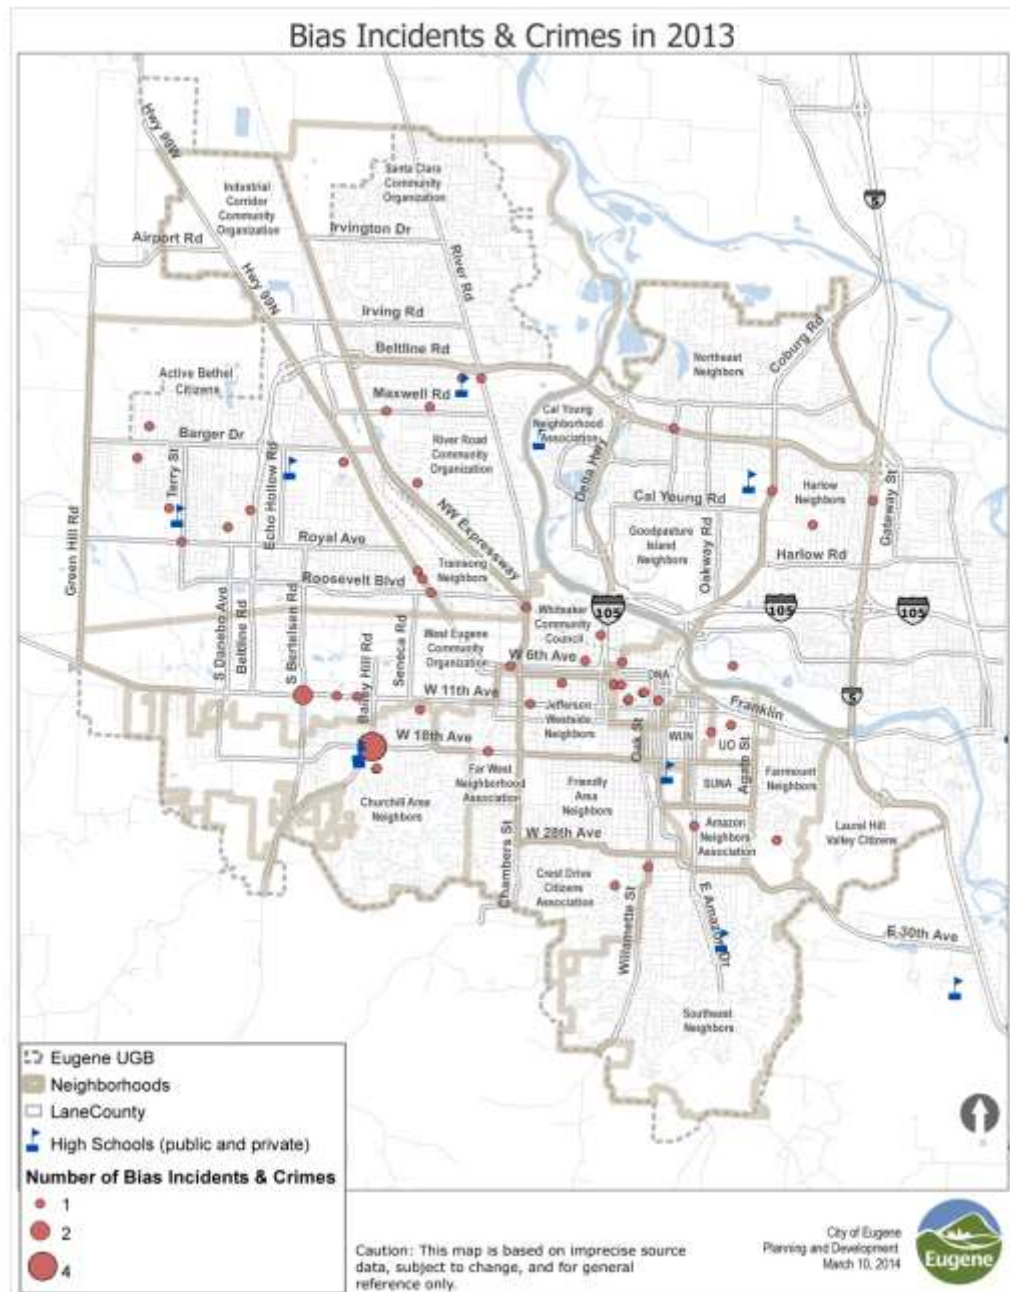 Bias Incidents & Crimes in 2013
Hwy 99W
Santa Clara
Community
Organization
Industrial
Corridor
Community
Organization
5
Irvington Dr
Airport Rd
River Rd
Hwy 99N
Irving Rd
Coburg Rd
Beltline Rd
Northeast
Neighbors
Active Bethel
Citizens
Maxwell Rd
Cal Young
Neighborhood
Association
Barger Dr
River Road
Community
Organization
Terry St
Echo Hollow Rd
Delta Hwy
Harlow
Neighbors
Gateway St
Cal Young Rd
Green Hill Rd
NW Expressway
Goodpasture
Island
Neighbors
Oakway Rd
Royal Ave
Harlow Rd
Trainsong
Neighbors
Roosevelt Blvd
105
105
105
Whiteaker
Community
Council
S Danebo Ave
Beltline Rd
S Bertelsen Rd
Bailey Hill Rd
Seneca Rd
West Eugene
Community
Organization
W 6th Ave
DNA
W 11th Ave
Franklin
5
Jefferson
Westside
Neighbors
W 18th Ave
Oak St
WUN
UO
Agate St
Far West
Neighborhood
Association
Friendly
Area
Neighbors
SUNA
Fairmount
Neighbors
Churchill Area
Neighbors
Amazon
Neighbors
Association
Laurel Hill
Valley Citizens
W 28th Ave
Chambers St
Crest Drive
Citizens
Association
Willamette St
E Amazon Dr
E 30th Ave
Southeast
Neighbors
Eugene UGB
Neighborhoods
LaneCounty
High Schools (public and private)
Number of Bias Incidents & Crimes
1
2
4
Caution: This map is based on imprecise source
data, subject to change, and for general
reference only.
City of Eugene
Planning and Development
March 10, 2014
Eugene